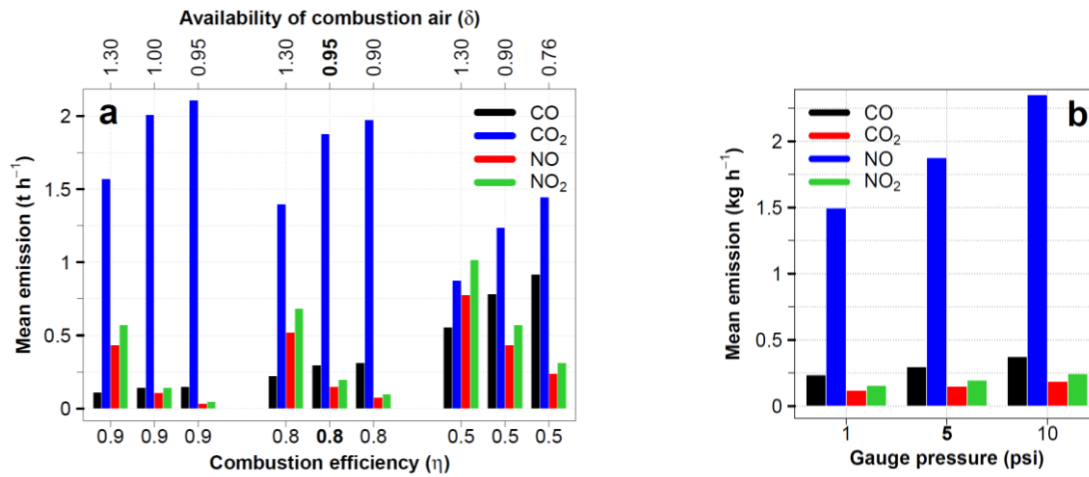 Availability of combustion air (δ)
1.30 1.00 0.95 1.30 0.95 0.90 1.30 0.90 0.76
a
CO
CO₂
NO
NO₂
Mean emission (t h⁻¹)
2
1.5
1
0.5
0
0.9 0.9 0.9 0.8 0.8 0.8 0.5 0.5 0.5
Combustion efficiency (η)
b
CO
CO₂
NO
NO₂
Mean emission (kg h⁻¹)
2
1.5
1
0.5
0
1 5 10
Gauge pressure (psi)